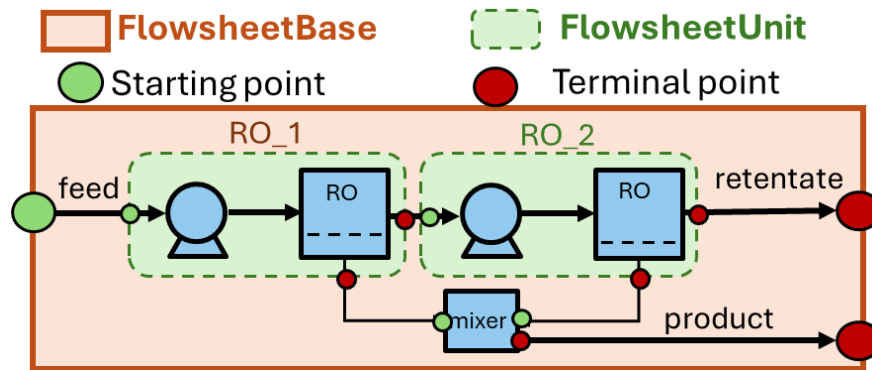 FlowsheetBase
FlowsheetUnit
Starting point
Terminal point
RO_1
RO_2
feed
RO
RO
retentate
mixer
product